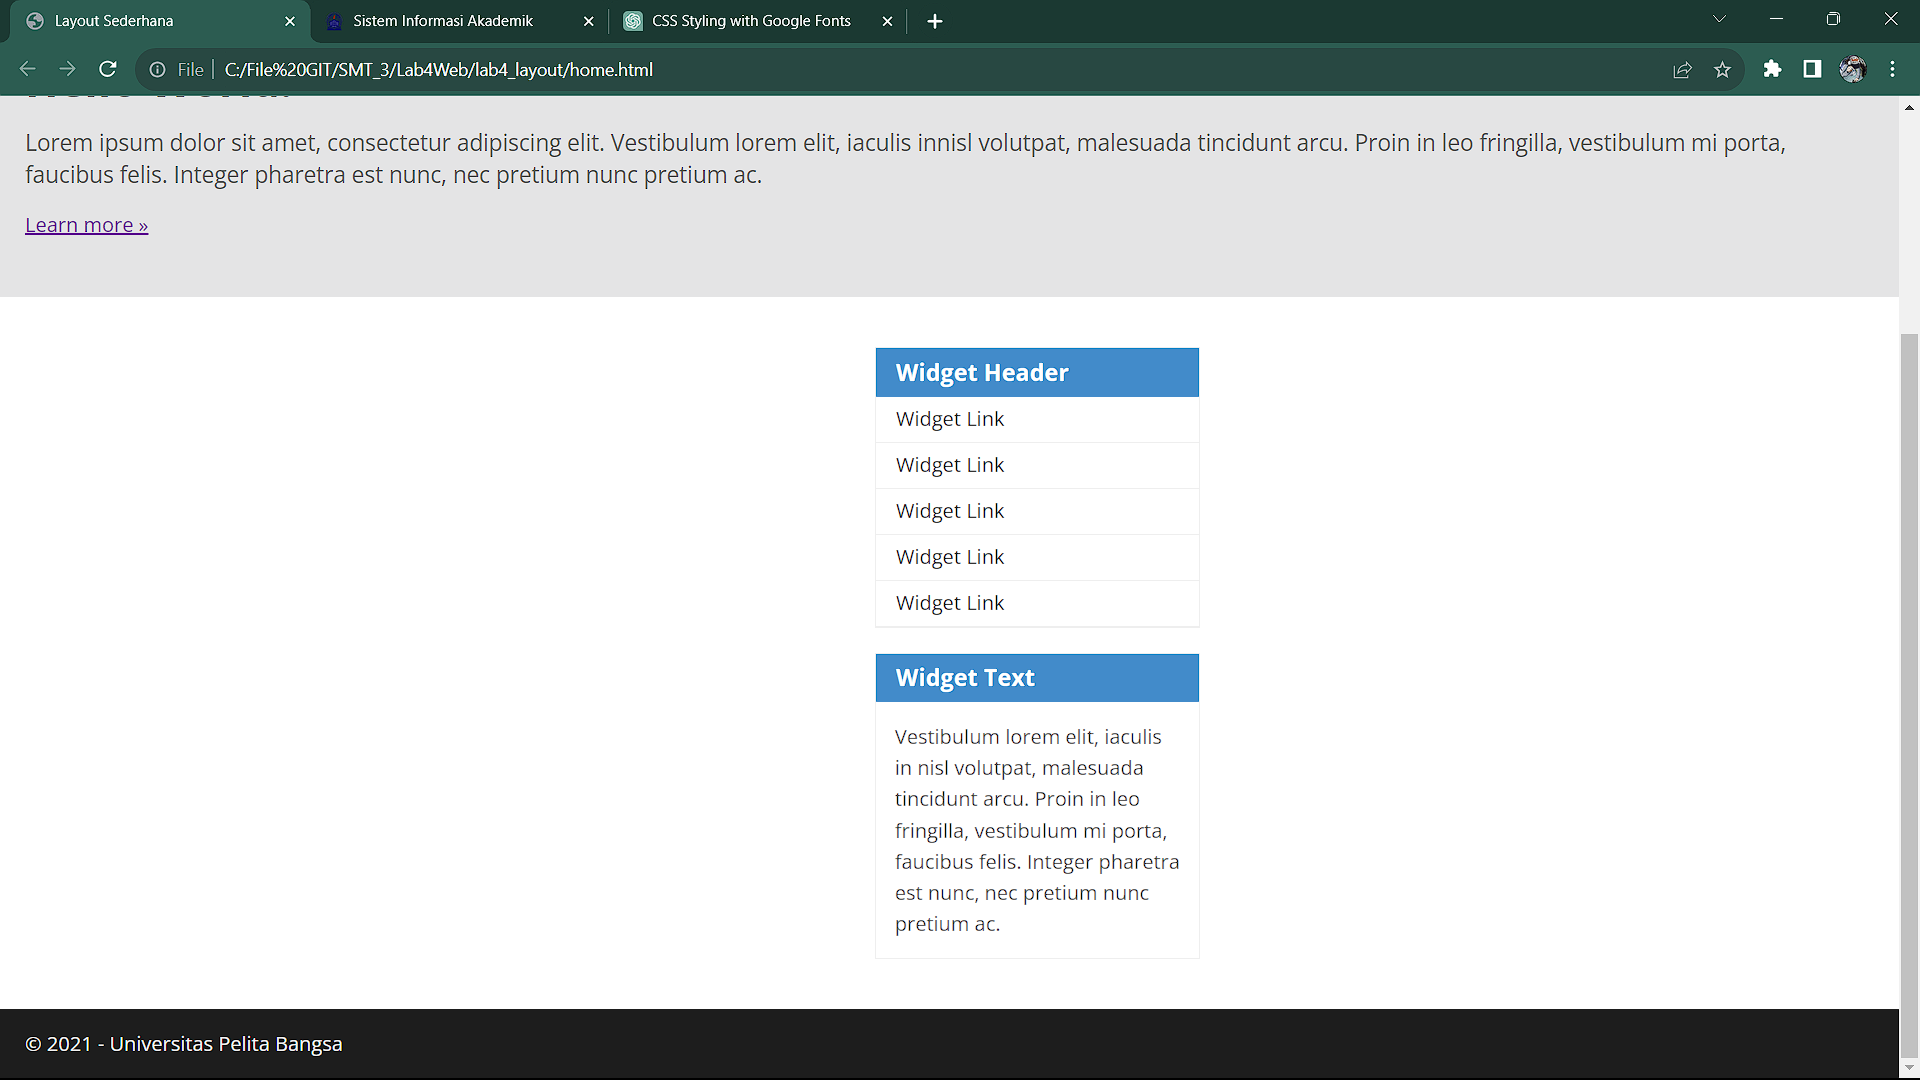 Layout Sederhana
Sistem Informasi Akademik
CSS Styling with Google Fonts
File
C:/File%20GIT/SMT_3/Lab4Web/lab4_layout/home.html
Lorem ipsum dolor sit amet, consectetur adipiscing elit. Vestibulum lorem elit, iaculis innisl volutpat, malesuada tincidunt arcu. Proin in leo fringilla, vestibulum mi porta,
faucibus felis. Integer pharetra est nunc, nec pretium nunc pretium ac.
Learn more »
Widget Header
Widget Link
Widget Link
Widget Link
Widget Link
Widget Link
Widget Text
Vestibulum lorem elit, iaculis
in nisl volutpat, malesuada
tincidunt arcu. Proin in leo
fringilla, vestibulum mi porta,
faucibus felis. Integer pharetra
est nunc, nec pretium nunc
pretium ac.
© 2021 - Universitas Pelita Bangsa